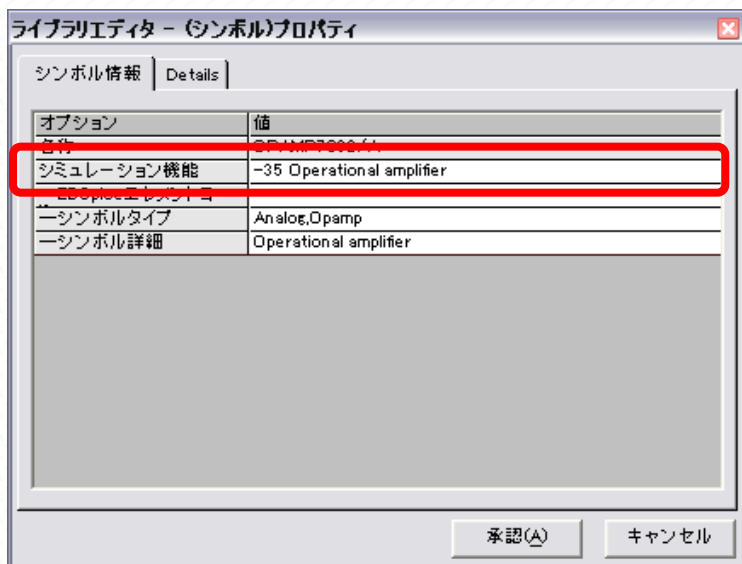 ライブラリエディタ - (シンボル)プロパティ
シンボル情報 Details
オプション 値
名称
シミュレーション機能 -35 Operational amplifier
ーシンボルタイプ Analog,Opamp
ーシンボル詳細 Operational amplifier
承認(A) キャンセル